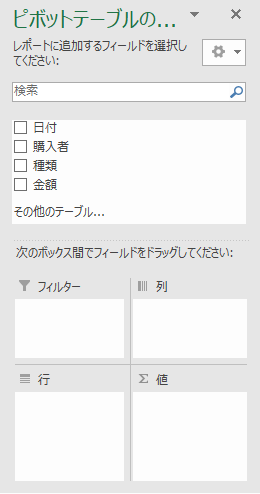 ピボットテーブルの...
レポートに追加するフィールドを選択し
てください:
検索
日付
購入者
種類
金額
その他のテーブル...
次のボックス間でフィールドをドラッグしてください:
フィルター
列
行
Σ 値